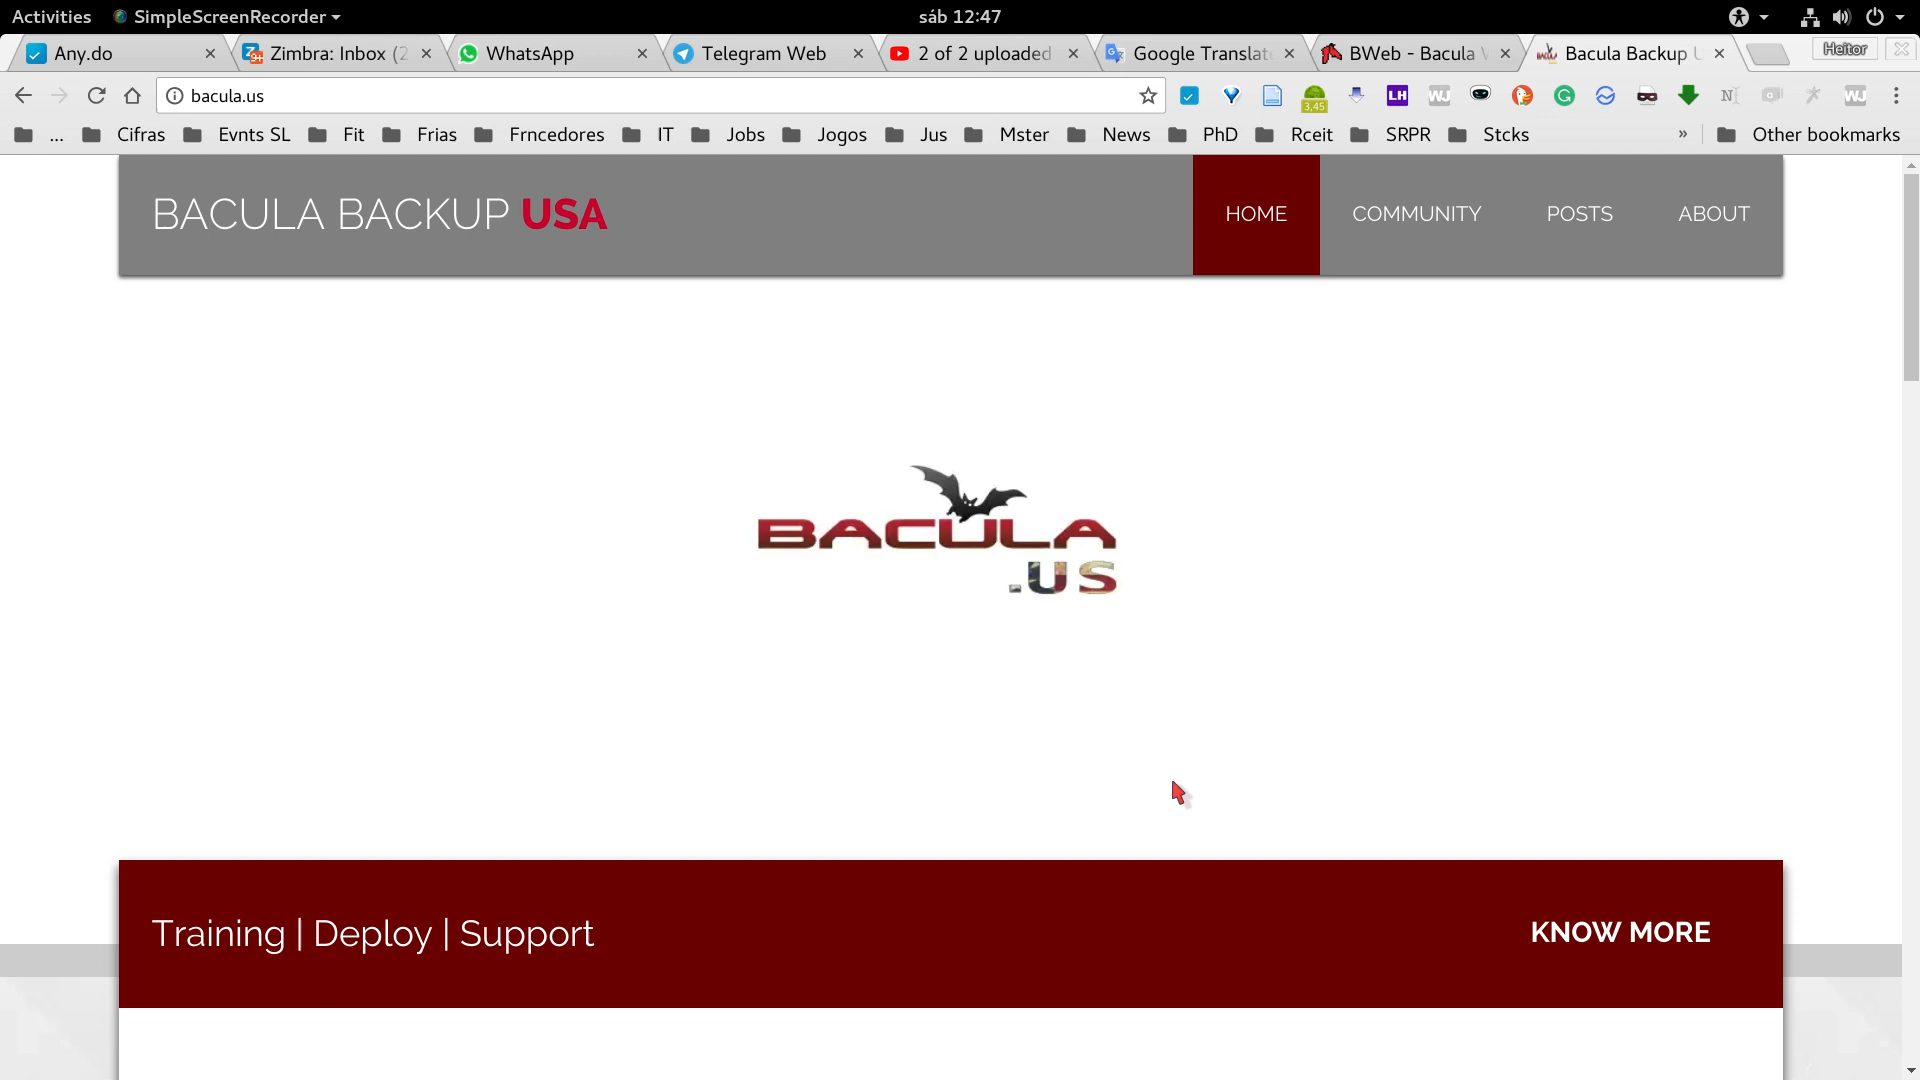 Activities SimpleScreenRecorder sáb 12:47
Any.do Zimbra: Inbox (2 WhatsApp Telegram Web 2 of 2 uploaded Google Translat BWeb - Bacula Bacula Backup U Heitor
bacula.us 3,45 LH WJ G N WJ
... Cifras Evnts SL Fit Frias Frncedores IT Jobs Jogos Jus Mster News PhD Rceit SRPR Stcks » Other bookmarks
BACULA BACKUP USA HOME COMMUNITY POSTS ABOUT
BACULA
.US
Training | Deploy | Support KNOW MORE